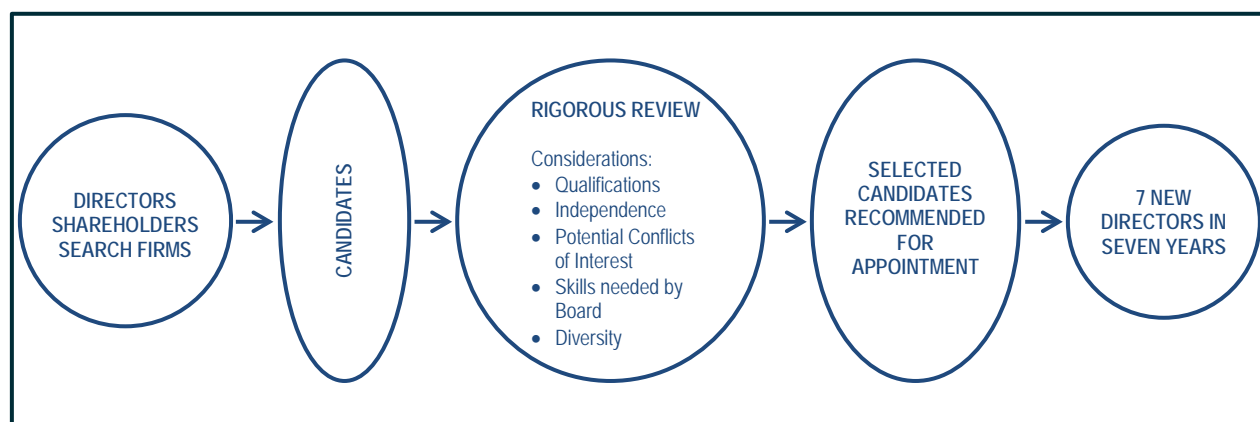 DIRECTORS
SHAREHOLDERS
SEARCH FIRMS
CANDIDATES
RIGOROUS REVIEW
Considerations:
• Qualifications
• Independence
• Potential Conflicts
of Interest
• Skills needed by
Board
• Diversity
SELECTED
CANDIDATES
RECOMMENDED
FOR
APPOINTMENT
7 NEW
DIRECTORS IN
SEVEN YEARS